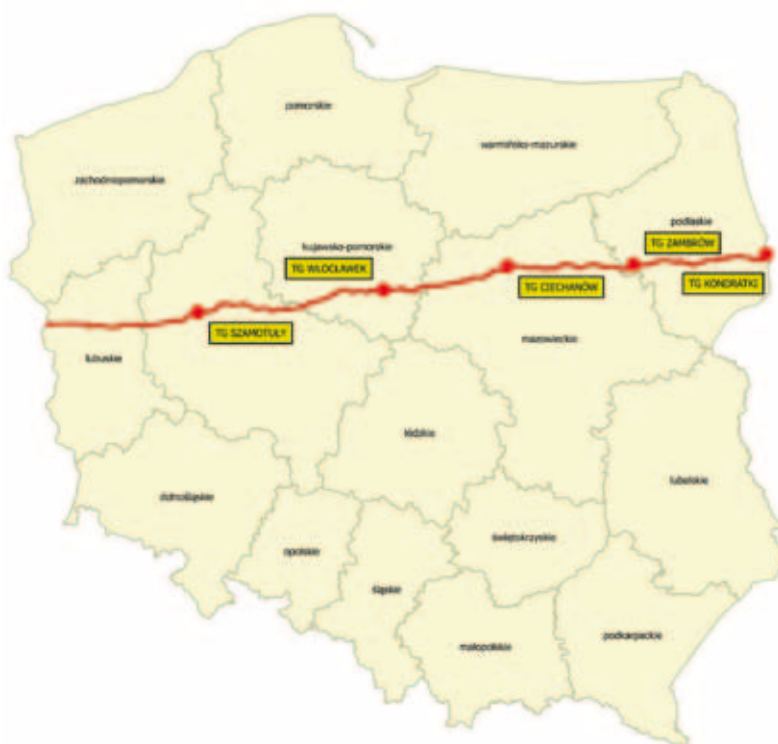 pomorskie
warmińsko-mazurskie
zachodniopomorskie
podlaskie
kujawsko-pomorskie
TG ZAMBRÓW
TG WŁOCŁAWEK
TG CIECHANÓW
TG KONDRATKI
TG SZAMOTUŁY
mazowieckie
lubuskie
łódzkie
lubelskie
dolnośląskie
świętokrzyskie
opolskie
śląskie
podkarpackie
małopolskie